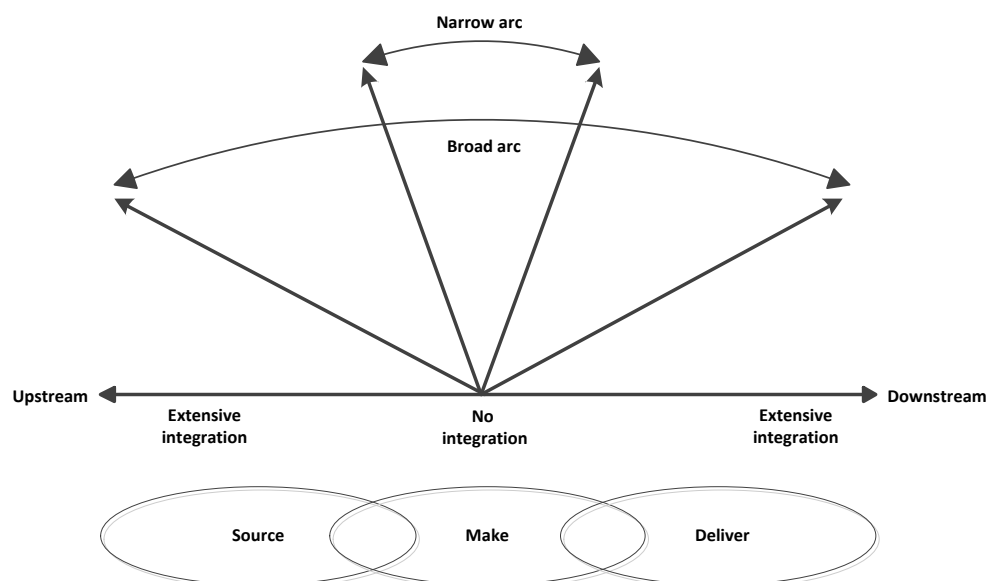 Narrow arc
Broad arc
Upstream
Downstream
Extensive
integration
No
integration
Extensive
integration
Source
Make
Deliver